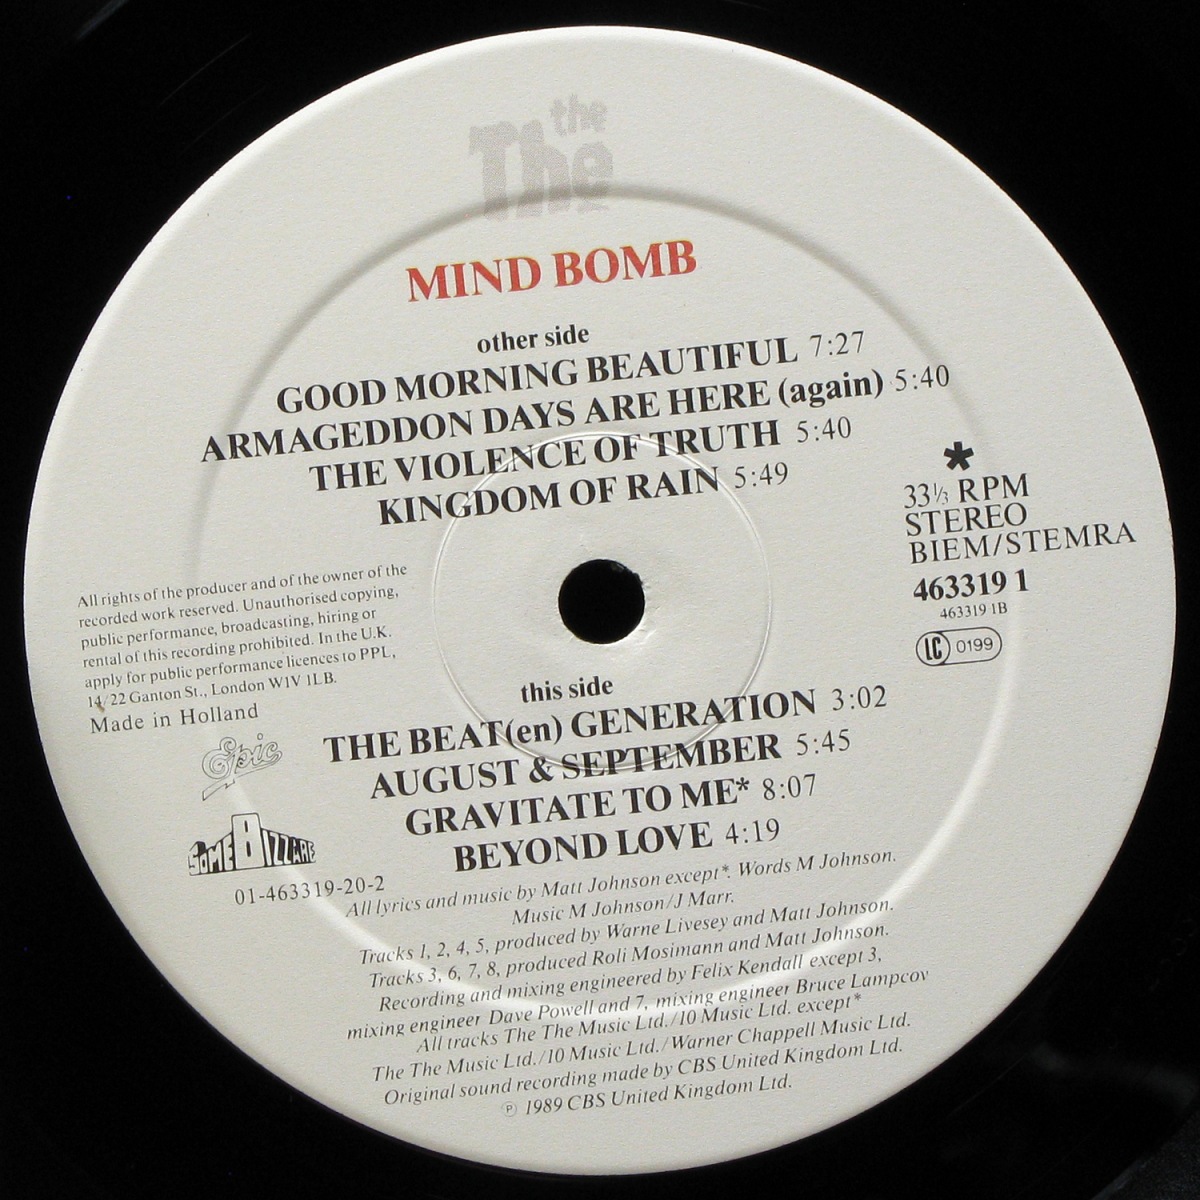 the
The
MIND BOMB
other side
GOOD MORNING BEAUTIFUL 7:27
ARMAGEDDON DAYS ARE HERE (again) 5:40
THE VIOLENCE OF TRUTH 5:40
KINGDOM OF RAIN 5:49
*
33⅓ RPM
STEREO
BIEM/STEMRA
463319 1
463319 1B
LC 0199
All rights of the producer and of the owner of the
recorded work reserved. Unauthorised copying,
public performance, broadcasting, hiring or
rental of this recording prohibited. In the U.K.
apply for public performance licences to PPL,
14/22 Ganton St., London W1V 1LB.
Made in Holland
Epic
SOME BIZZARE
01-463319-20-2
this side
THE BEAT(en) GENERATION 3:02
AUGUST & SEPTEMBER 5:45
GRAVITATE TO ME* 8:07
BEYOND LOVE 4:19
All lyrics and music by Matt Johnson except*. Words M Johnson.
Music M Johnson/J Marr.
Tracks 1, 2, 4, 5, produced by Warne Livesey and Matt Johnson.
Tracks 3, 6, 7, 8, produced Roli Mosimann and Matt Johnson.
Recording and mixing engineered by Felix Kendall except 3,
mixing engineer Dave Powell and 7, mixing engineer Bruce Lampcov
All tracks The The Music Ltd./10 Music Ltd. except*
The The Music Ltd./10 Music Ltd./Warner Chappell Music Ltd.
Original sound recording made by CBS United Kingdom Ltd.
℗ 1989 CBS United Kingdom Ltd.